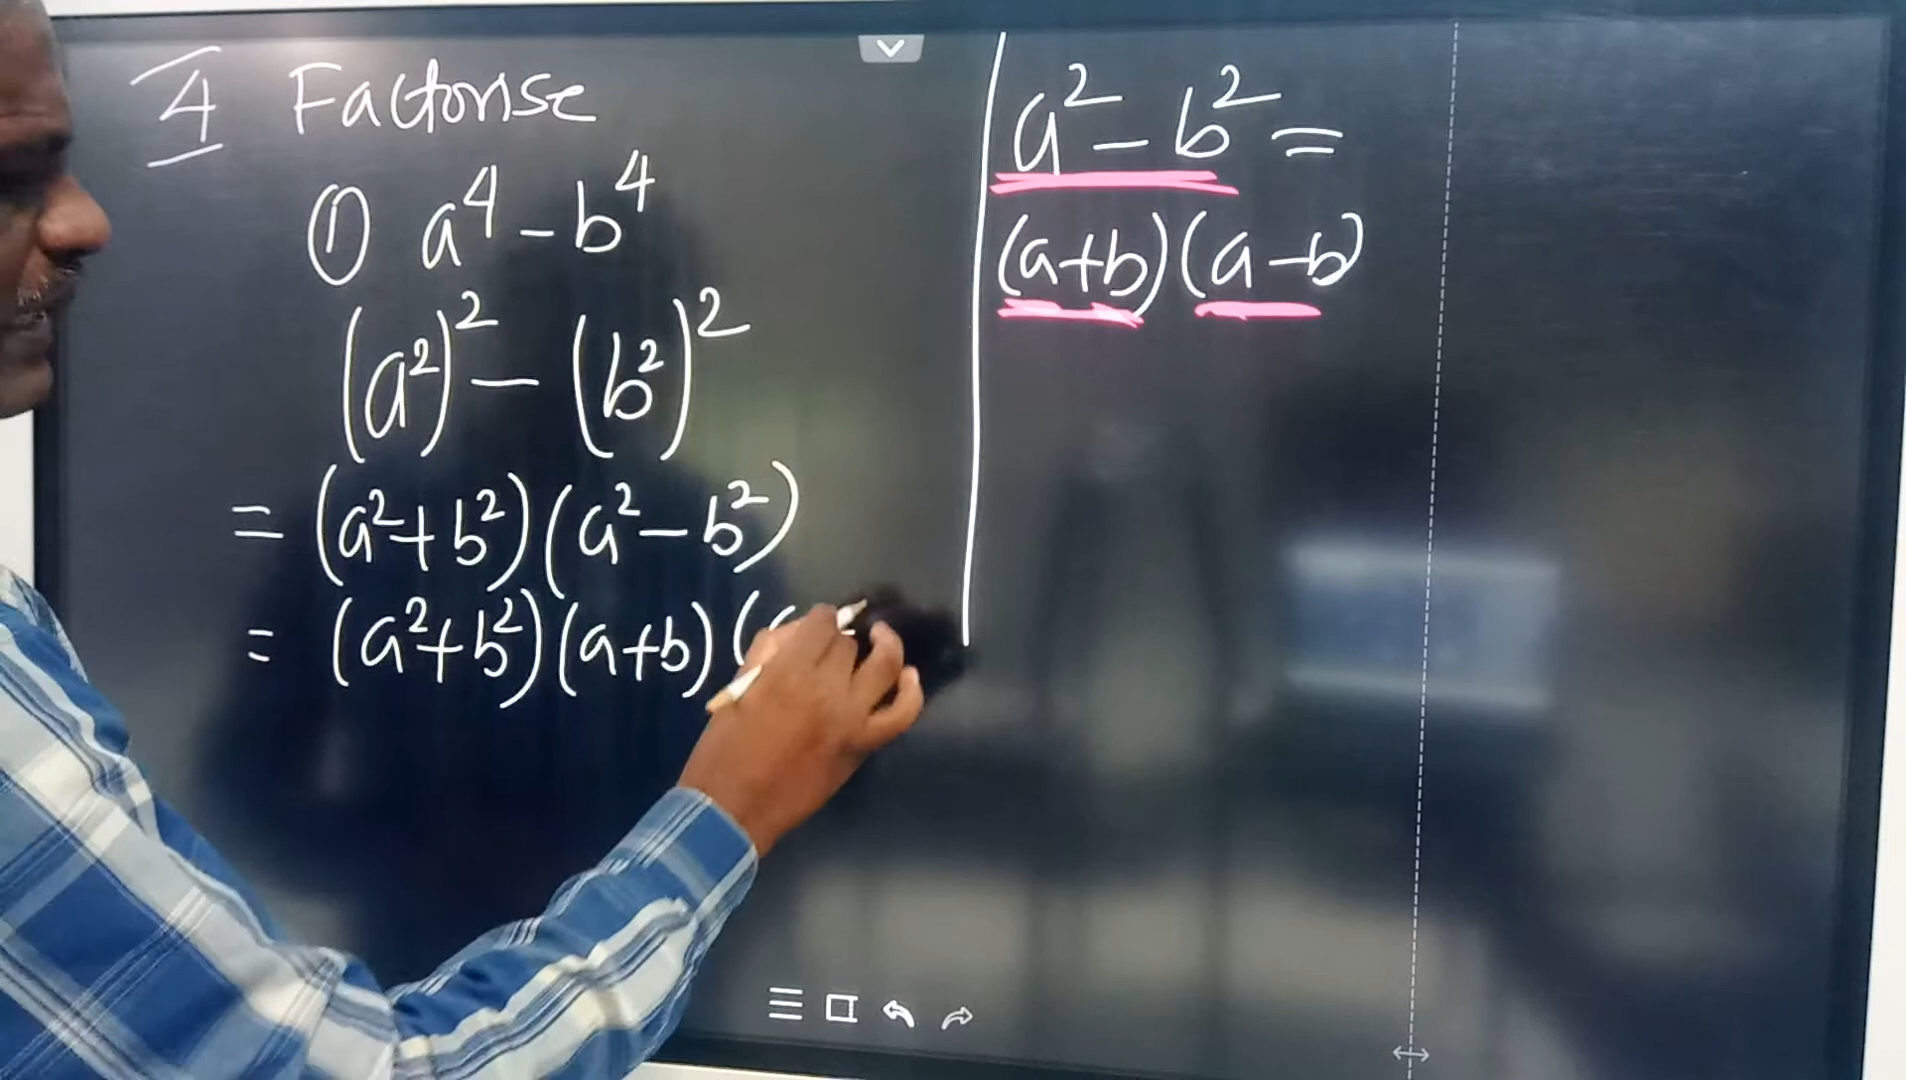 4 Factorise
① a⁴ - b⁴
(a²)² - (b²)²
= (a²+b²)(a²-b²)
= (a²+b²)(a+b)(
a² - b² =
(a+b)(a-b)